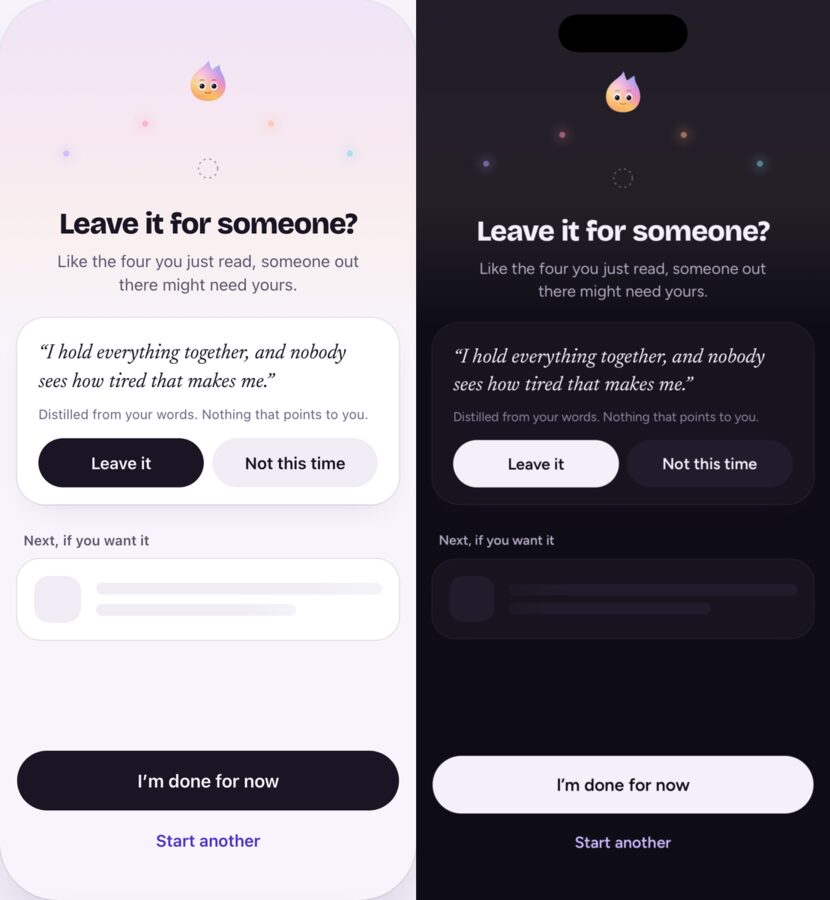 Leave it for someone?
Like the four you just read, someone out
there might need yours.
“I hold everything together, and nobody
sees how tired that makes me.”
Distilled from your words. Nothing that points to you.
Leave it
Not this time
Next, if you want it
I’m done for now
Start another
Leave it for someone?
Like the four you just read, someone out
there might need yours.
“I hold everything together, and nobody
sees how tired that makes me.”
Distilled from your words. Nothing that points to you.
Leave it
Not this time
Next, if you want it
I’m done for now
Start another